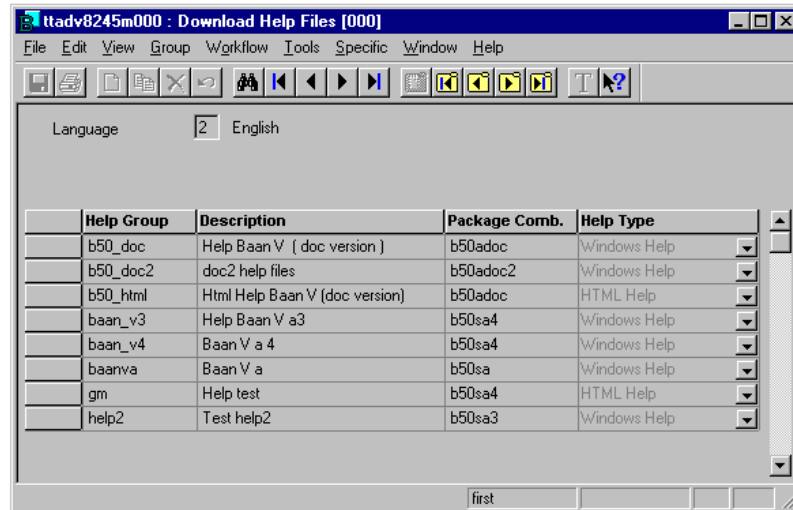 ttadv8245m000 : Download Help Files [000]
File Edit View Group Workflow Tools Specific Window Help
Language 2 English
Help Group Description Package Comb. Help Type
b50_doc Help Baan V ( doc version ) b50adoc Windows Help
b50_doc2 doc2 help files b50adoc2 Windows Help
b50_html Html Help Baan V (doc version) b50adoc HTML Help
baan_v3 Help Baan V a3 b50sa4 Windows Help
baan_v4 Baan V a 4 b50sa4 Windows Help
baanva Baan V a b50sa Windows Help
gm Help test b50sa4 HTML Help
help2 Test help2 b50sa3 Windows Help
first